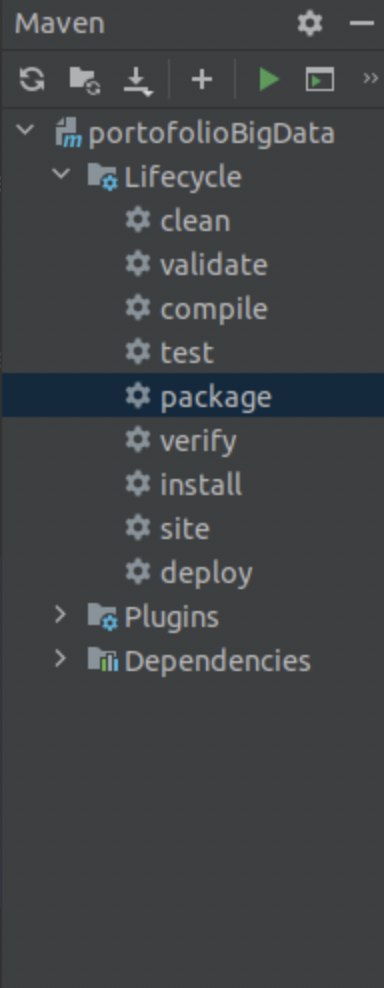 Maven
portofolioBigData
Lifecycle
clean
validate
compile
test
package
verify
install
site
deploy
Plugins
Dependencies